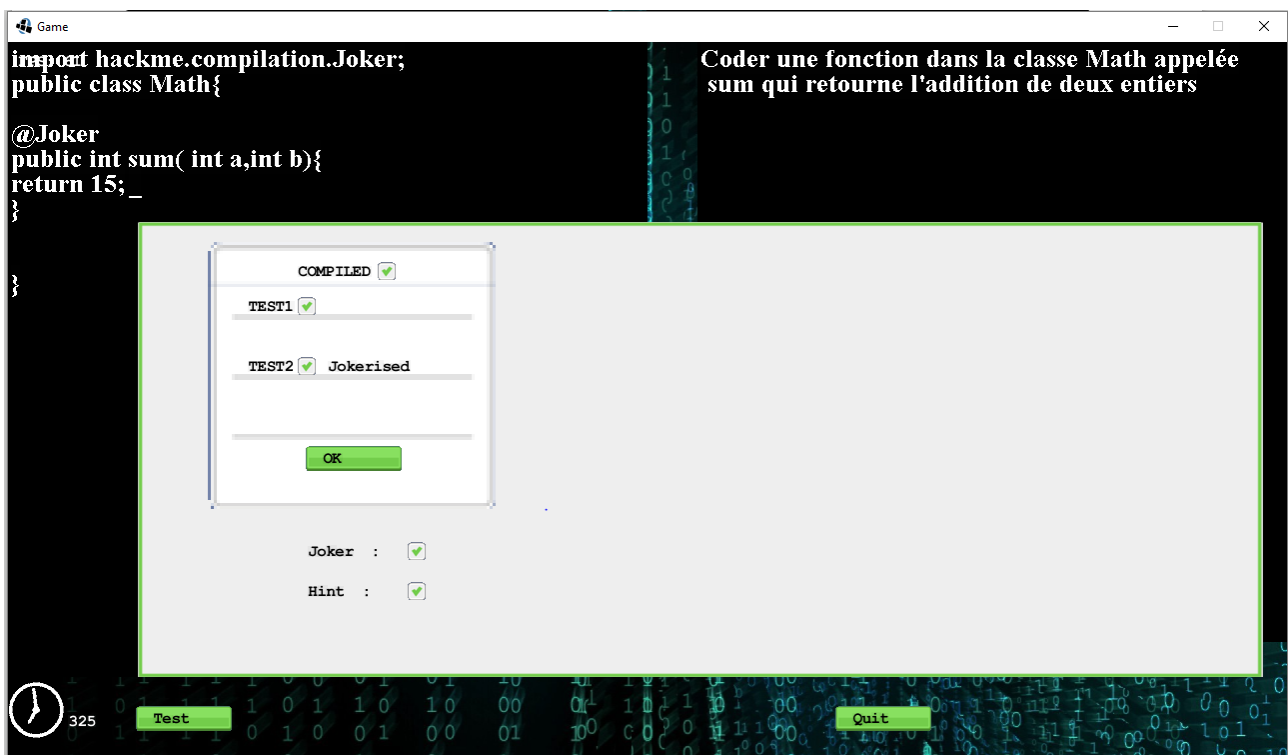 Game
import hackme.compilation.Joker;
public class Math{
@Joker
public int sum( int a,int b){
return 15;_
}
}
Coder une fonction dans la classe Math appelée
sum qui retourne l'addition de deux entiers
COMPILED
TEST1
TEST2 Jokerised
OK
Joker :
Hint :
325
Test
Quit